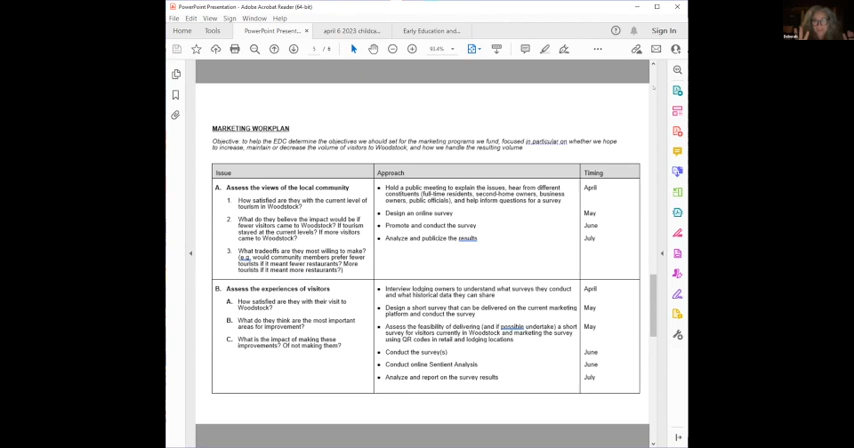 PowerPoint Presentation - Adobe Acrobat Reader (64-bit)
File Edit View Sign Window Help
Home Tools PowerPoint Present... × april 6 2023 childca... Early Education and... Sign In
5 / 6 93.4%
Deborah
MARKETING WORKPLAN
Objective: to help the EDC determine the objectives we should set for the marketing programs we fund, focused in particular on whether we hope
to increase, maintain or decrease the volume of visitors to Woodstock, and how we handle the resulting volume
Issue Approach Timing
A. Assess the views of the local community
1. How satisfied are they with the current level of
tourism in Woodstock?
2. What do they believe the impact would be if
fewer visitors came to Woodstock? If tourism
stayed at the current levels? If more visitors
came to Woodstock?
3. What tradeoffs are they most willing to make?
(e.g. would community members prefer fewer
tourists if it meant fewer restaurants? More
tourists if it meant more restaurants?)
• Hold a public meeting to explain the issues, hear from different
constituents (full-time residents, second-home owners, business
owners, public officials), and help inform questions for a survey
• Design an online survey
• Promote and conduct the survey
• Analyze and publicize the results
April
May
June
July
B. Assess the experiences of visitors
A. How satisfied are they with their visit to
Woodstock?
B. What do they think are the most important
areas for improvement?
C. What is the impact of making these
improvements? Of not making them?
• Interview lodging owners to understand what surveys they conduct
and what historical data they can share
• Design a short survey that can be delivered on the current marketing
platform and conduct the survey
• Assess the feasibility of delivering (and if possible undertake) a short
survey for visitors currently in Woodstock and marketing the survey
using QR codes in retail and lodging locations
• Conduct the survey(s)
• Conduct online Sentient Analysis
• Analyze and report on the survey results
April
May
May
June
June
July